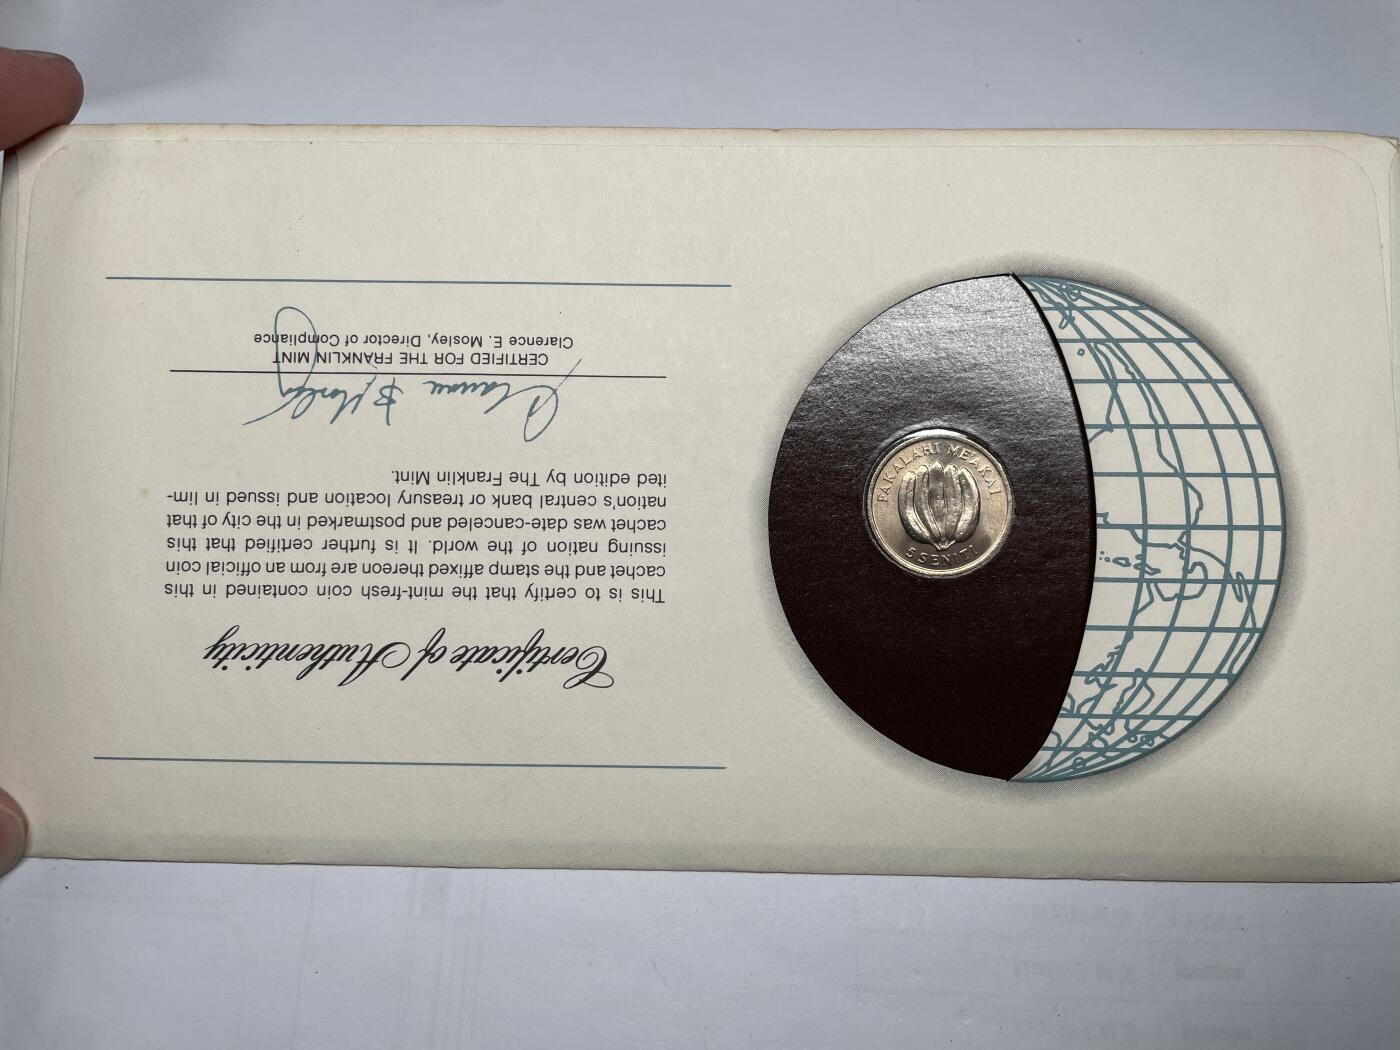 Certificate of Authenticity
This is to certify that the mint-fresh coin contained in this
cachet and the stamp affixed thereon are from an official coin
issuing nation of the world. It is further certified that this
cachet was date-canceled and postmarked in the city of that
nation's central bank or treasury location and issued in lim-
ited edition by The Franklin Mint.
CERTIFIED FOR THE FRANKLIN MINT
Clarence E. Mosley, Director of Compliance
FAKALAHI ME'AKAI
5 SENITI